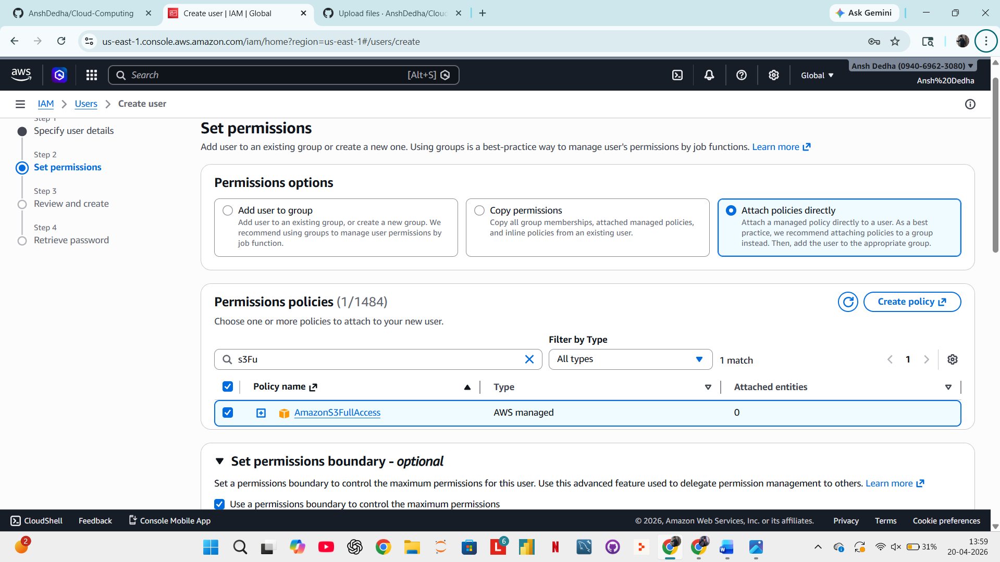 AnshDedha/Cloud-Computing
Create user | IAM | Global
Upload files · AnshDedha/Cloud
Ask Gemini
us-east-1.console.aws.amazon.com/iam/home?region=us-east-1#/users/create
aws
Search
[Alt+S]
Global
Ansh Dedha (0940-6962-3080)
Ansh%20Dedha
IAM
Users
Create user
Step 1
Specify user details
Step 2
Set permissions
Step 3
Review and create
Step 4
Retrieve password
Set permissions
Add user to an existing group or create a new one. Using groups is a best-practice way to manage user's permissions by job functions. Learn more
Permissions options
Add user to group
Add user to an existing group, or create a new group. We
recommend using groups to manage user permissions by
job function.
Copy permissions
Copy all group memberships, attached managed policies,
and inline policies from an existing user.
Attach policies directly
Attach a managed policy directly to a user. As a best
practice, we recommend attaching policies to a group
instead. Then, add the user to the appropriate group.
Permissions policies (1/1484)
Create policy
Choose one or more policies to attach to your new user.
Filter by Type
s3Fu
All types
1 match
1
Policy name
Type
Attached entities
AmazonS3FullAccess
AWS managed
0
Set permissions boundary - optional
Set a permissions boundary to control the maximum permissions for this user. Use this advanced feature used to delegate permission management to others. Learn more
Use a permissions boundary to control the maximum permissions
CloudShell
Feedback
Console Mobile App
© 2026, Amazon Web Services, Inc. or its affiliates.
Privacy
Terms
Cookie preferences
2
L
6
N
W
31%
13:59
20-04-2026